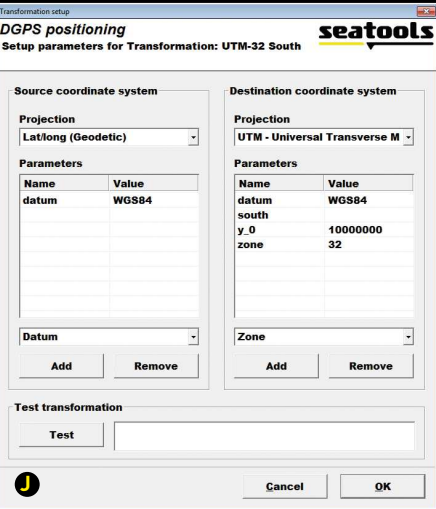 Transformation setup
DGPS positioning
seatools
Setup parameters for Transformation: UTM-32 South
Source coordinate system
Destination coordinate system
Projection
Projection
Lat/long (Geodetic)
UTM - Universal Transverse M
Parameters
Parameters
Name Value
Name Value
datum WGS84
datum WGS84
south
y_0 10000000
zone 32
Datum
Zone
Add Remove
Add Remove
Test transformation
Test
J
Cancel OK